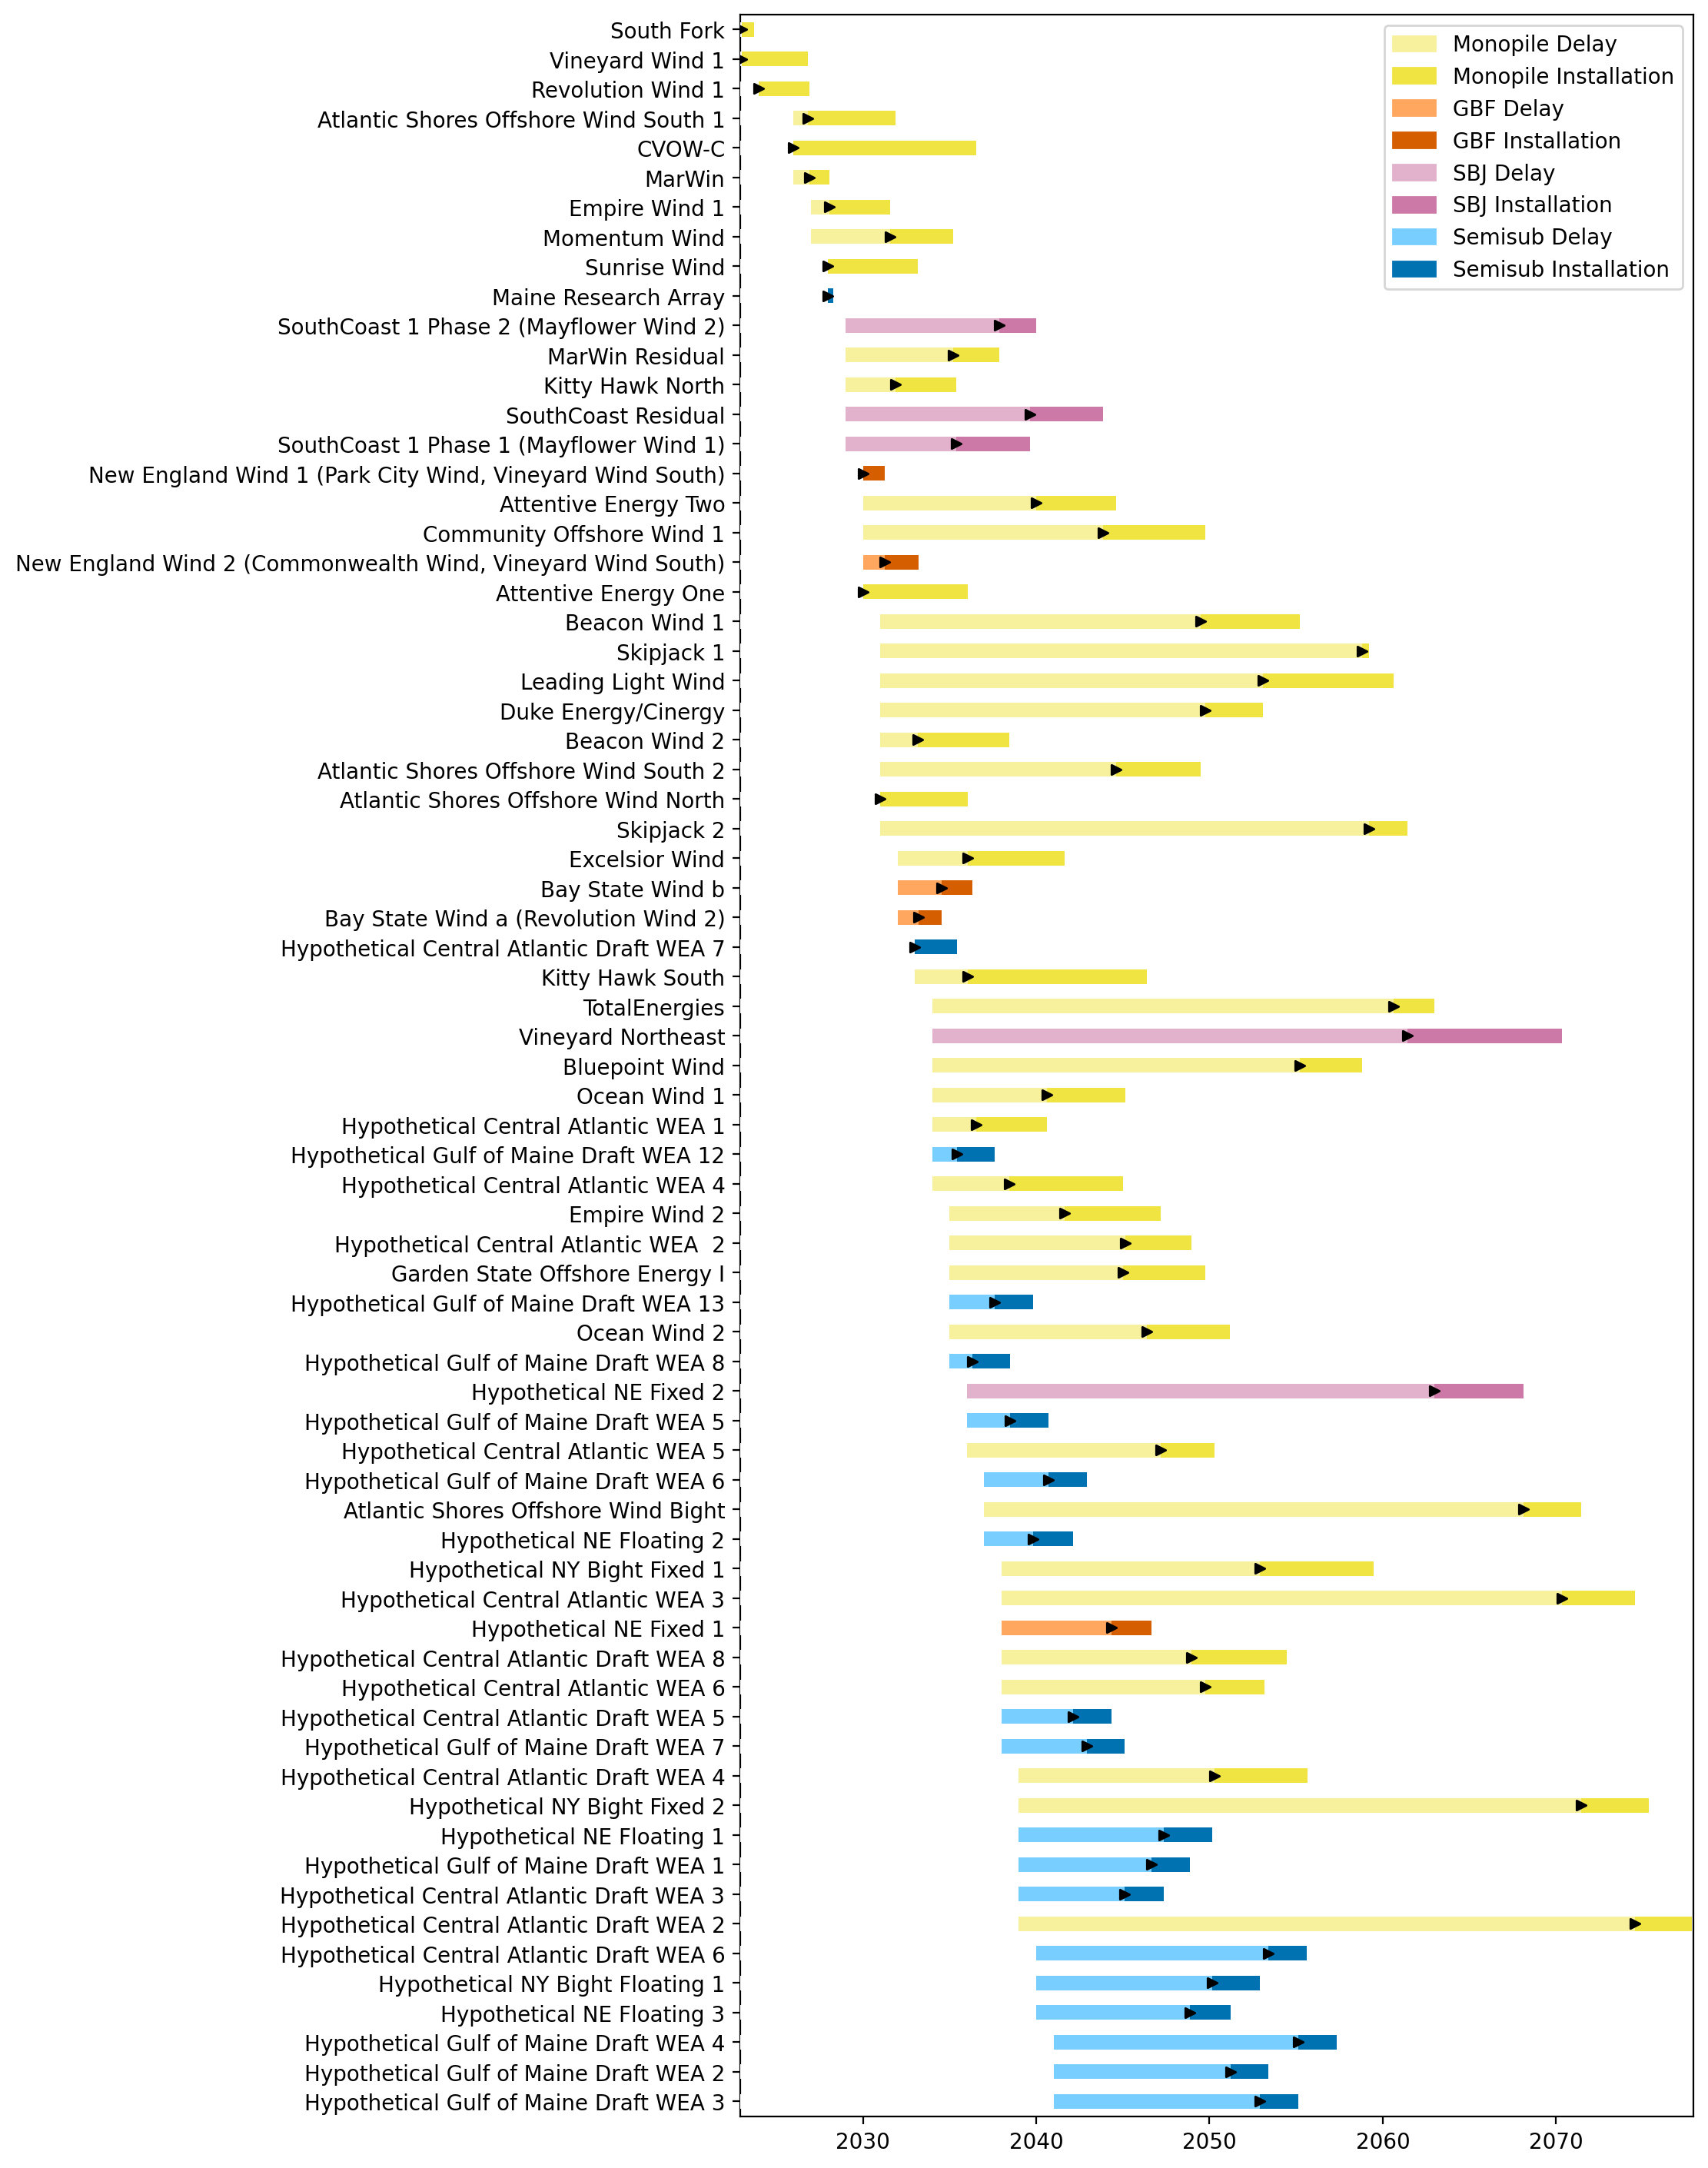 South Fork
Vineyard Wind 1
Revolution Wind 1
Atlantic Shores Offshore Wind South 1
CVOW-C
MarWin
Empire Wind 1
Momentum Wind
Sunrise Wind
Maine Research Array
SouthCoast 1 Phase 2 (Mayflower Wind 2)
MarWin Residual
Kitty Hawk North
SouthCoast Residual
SouthCoast 1 Phase 1 (Mayflower Wind 1)
New England Wind 1 (Park City Wind, Vineyard Wind South)
Attentive Energy Two
Community Offshore Wind 1
New England Wind 2 (Commonwealth Wind, Vineyard Wind South)
Attentive Energy One
Beacon Wind 1
Skipjack 1
Leading Light Wind
Duke Energy/Cinergy
Beacon Wind 2
Atlantic Shores Offshore Wind South 2
Atlantic Shores Offshore Wind North
Skipjack 2
Excelsior Wind
Bay State Wind b
Bay State Wind a (Revolution Wind 2)
Hypothetical Central Atlantic Draft WEA 7
Kitty Hawk South
TotalEnergies
Vineyard Northeast
Bluepoint Wind
Ocean Wind 1
Hypothetical Central Atlantic WEA 1
Hypothetical Gulf of Maine Draft WEA 12
Hypothetical Central Atlantic WEA 4
Empire Wind 2
Hypothetical Central Atlantic WEA  2
Garden State Offshore Energy I
Hypothetical Gulf of Maine Draft WEA 13
Ocean Wind 2
Hypothetical Gulf of Maine Draft WEA 8
Hypothetical NE Fixed 2
Hypothetical Gulf of Maine Draft WEA 5
Hypothetical Central Atlantic WEA 5
Hypothetical Gulf of Maine Draft WEA 6
Atlantic Shores Offshore Wind Bight
Hypothetical NE Floating 2
Hypothetical NY Bight Fixed 1
Hypothetical Central Atlantic WEA 3
Hypothetical NE Fixed 1
Hypothetical Central Atlantic Draft WEA 8
Hypothetical Central Atlantic WEA 6
Hypothetical Central Atlantic Draft WEA 5
Hypothetical Gulf of Maine Draft WEA 7
Hypothetical Central Atlantic Draft WEA 4
Hypothetical NY Bight Fixed 2
Hypothetical NE Floating 1
Hypothetical Gulf of Maine Draft WEA 1
Hypothetical Central Atlantic Draft WEA 3
Hypothetical Central Atlantic Draft WEA 2
Hypothetical Central Atlantic Draft WEA 6
Hypothetical NY Bight Floating 1
Hypothetical NE Floating 3
Hypothetical Gulf of Maine Draft WEA 4
Hypothetical Gulf of Maine Draft WEA 2
Hypothetical Gulf of Maine Draft WEA 3
Monopile Delay
Monopile Installation
GBF Delay
GBF Installation
SBJ Delay
SBJ Installation
Semisub Delay
Semisub Installation
2030 2040 2050 2060 2070